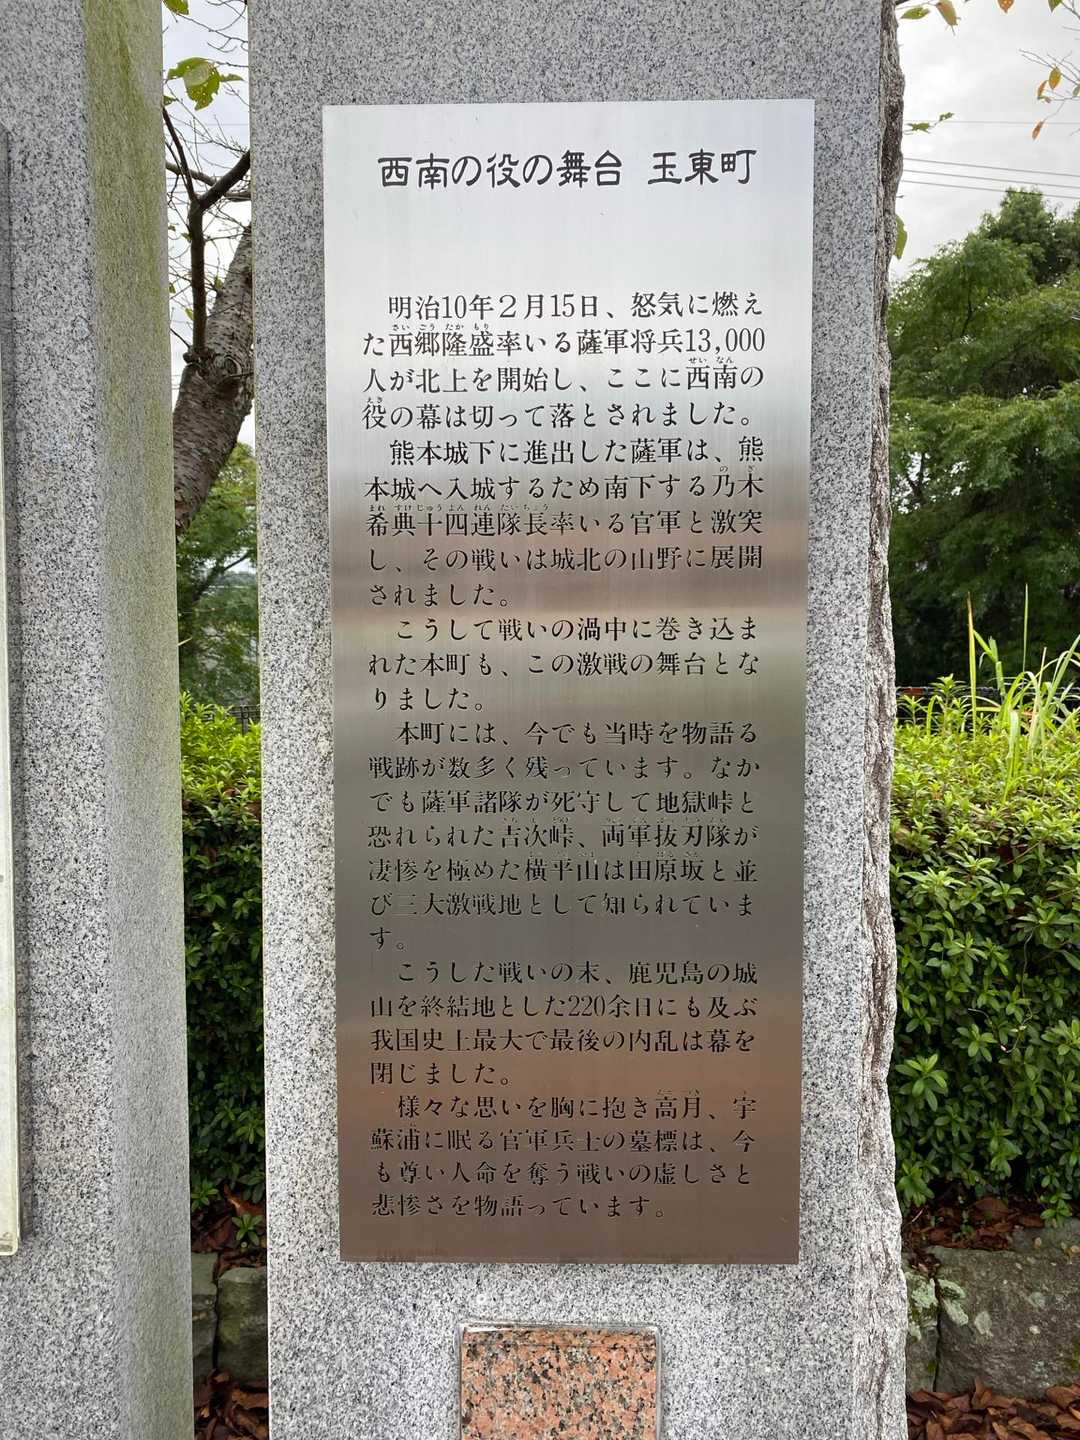 西南の役の舞台 玉東町
明治10年2月15日、怒気に燃え
た西郷隆盛率いる薩軍将兵13,000
人が北上を開始し、ここに西南の
役の幕は切って落とされました。
熊本城下に進出した薩軍は、熊
本城へ入城するため南下する乃木
希典十四連隊長率いる官軍と激突
し、その戦いは城北の山野に展開
されました。
こうして戦いの渦中に巻き込ま
れた本町も、この激戦の舞台とな
りました。
本町には、今でも当時を物語る
戦跡が数多く残っています。なか
でも薩軍諸隊が死守して地獄峠と
恐れられた吉次峠、両軍抜刀隊が
凄惨を極めた横平山は田原坂と並
び三大激戦地として知られていま
す。
こうした戦いの末、鹿児島の城
山を終結地とした220余日にも及ぶ
我国史上最大で最後の内乱は幕を
閉じました。
様々な思いを胸に抱き高月、宇
蘇浦に眠る官軍兵士の墓標は、今
も尊い人命を奪う戦いの虚しさと
悲惨さを物語っています。